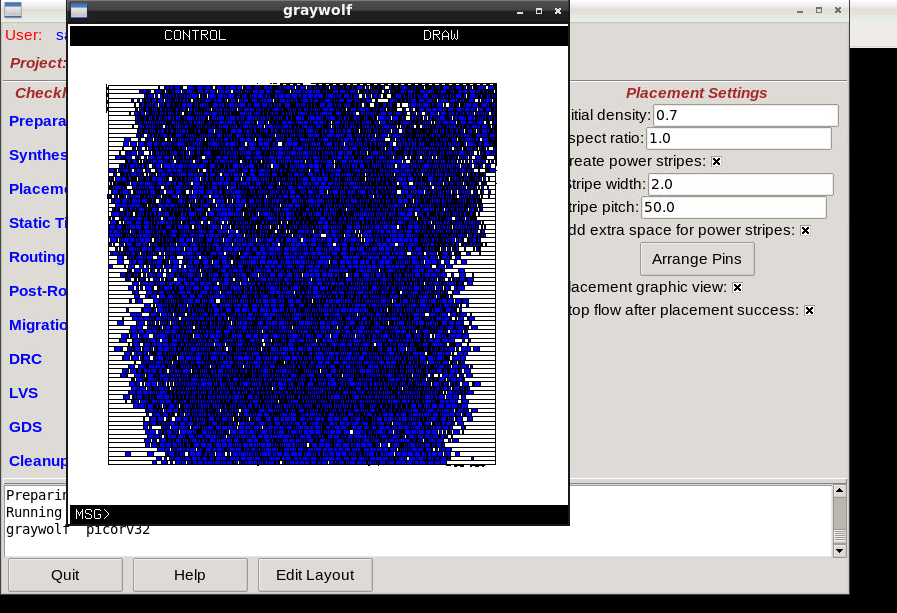 graywolf
CONTROL DRAW
User: sa
Project:
Checkl
Prepara
Synthes
Placem
Static Ti
Routing
Post-Ro
Migratio
DRC
LVS
GDS
Cleanup
Placement Settings
itial density: 0.7
spect ratio: 1.0
reate power stripes:
tripe width: 2.0
tripe pitch: 50.0
dd extra space for power stripes:
Arrange Pins
lacement graphic view:
top flow after placement success:
MSG>
Preparin
Running
graywolf picorv32
Quit Help Edit Layout